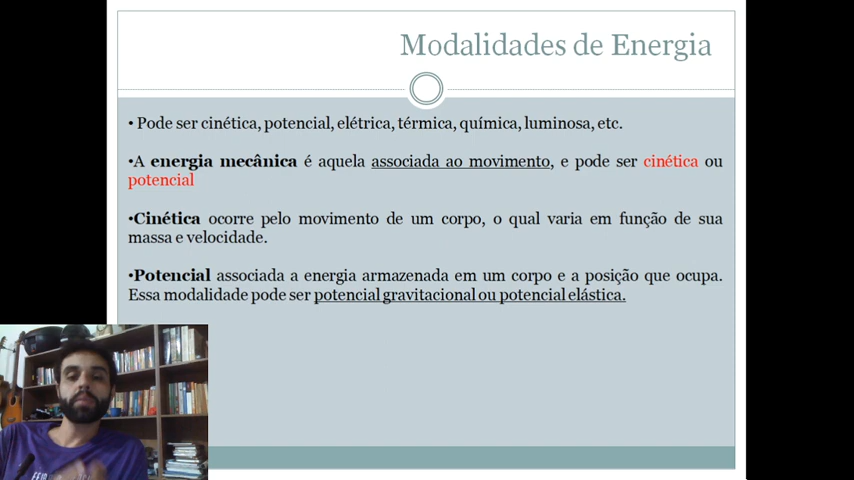 Modalidades de Energia
• Pode ser cinética, potencial, elétrica, térmica, química, luminosa, etc.
•A energia mecânica é aquela associada ao movimento, e pode ser cinética ou
potencial
•Cinética ocorre pelo movimento de um corpo, o qual varia em função de sua
massa e velocidade.
•Potencial associada a energia armazenada em um corpo e a posição que ocupa.
Essa modalidade pode ser potencial gravitacional ou potencial elástica.